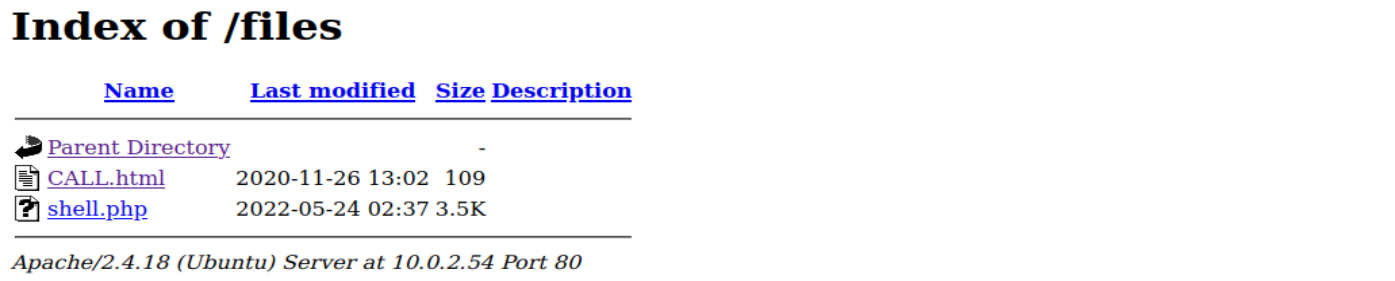 Index of /files
Name Last modified Size Description
Parent Directory -
CALL.html 2020-11-26 13:02 109
shell.php 2022-05-24 02:37 3.5K
Apache/2.4.18 (Ubuntu) Server at 10.0.2.54 Port 80